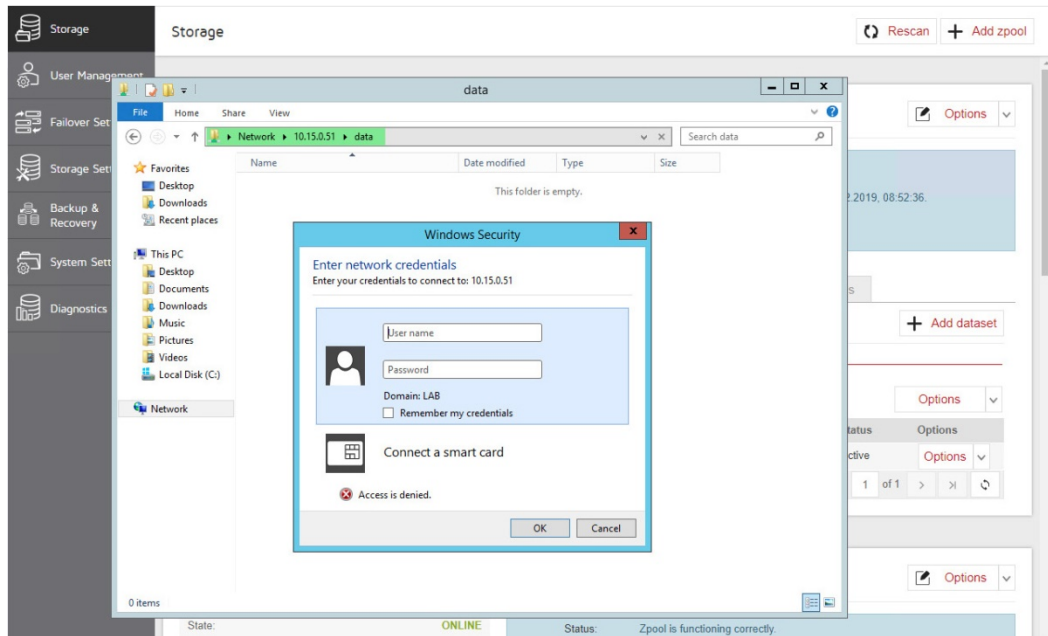 Storage
Storage
Rescan
Add zpool
User Management
Failover Set
Storage Set
Backup &
Recovery
System Sett
Diagnostics
data
File Home Share View
Network 10.15.0.51 data
Search data
Name Date modified Type Size
This folder is empty.
Favorites
Desktop
Downloads
Recent places
This PC
Desktop
Documents
Downloads
Music
Pictures
Videos
Local Disk (C:)
Network
Windows Security
x
Enter network credentials
Enter your credentials to connect to: 10.15.0.51
User name
Password
Domain: LAB
Remember my credentials
Connect a smart card
Access is denied.
OK Cancel
0 items
Options
2.2019, 08:52:36.
s
Add dataset
Options
tatus Options
ctive Options
1 of 1
Options
State: ONLINE
Status: Zpool is functioning correctly.